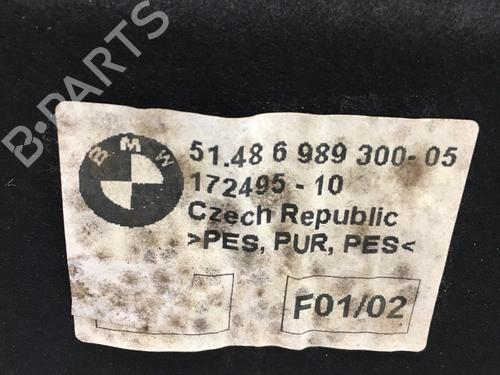 B-PARTS
BMW
51.48 6 989 300-05
172495-10
Czech Republic
>PES, PUR, PES<
F01/02